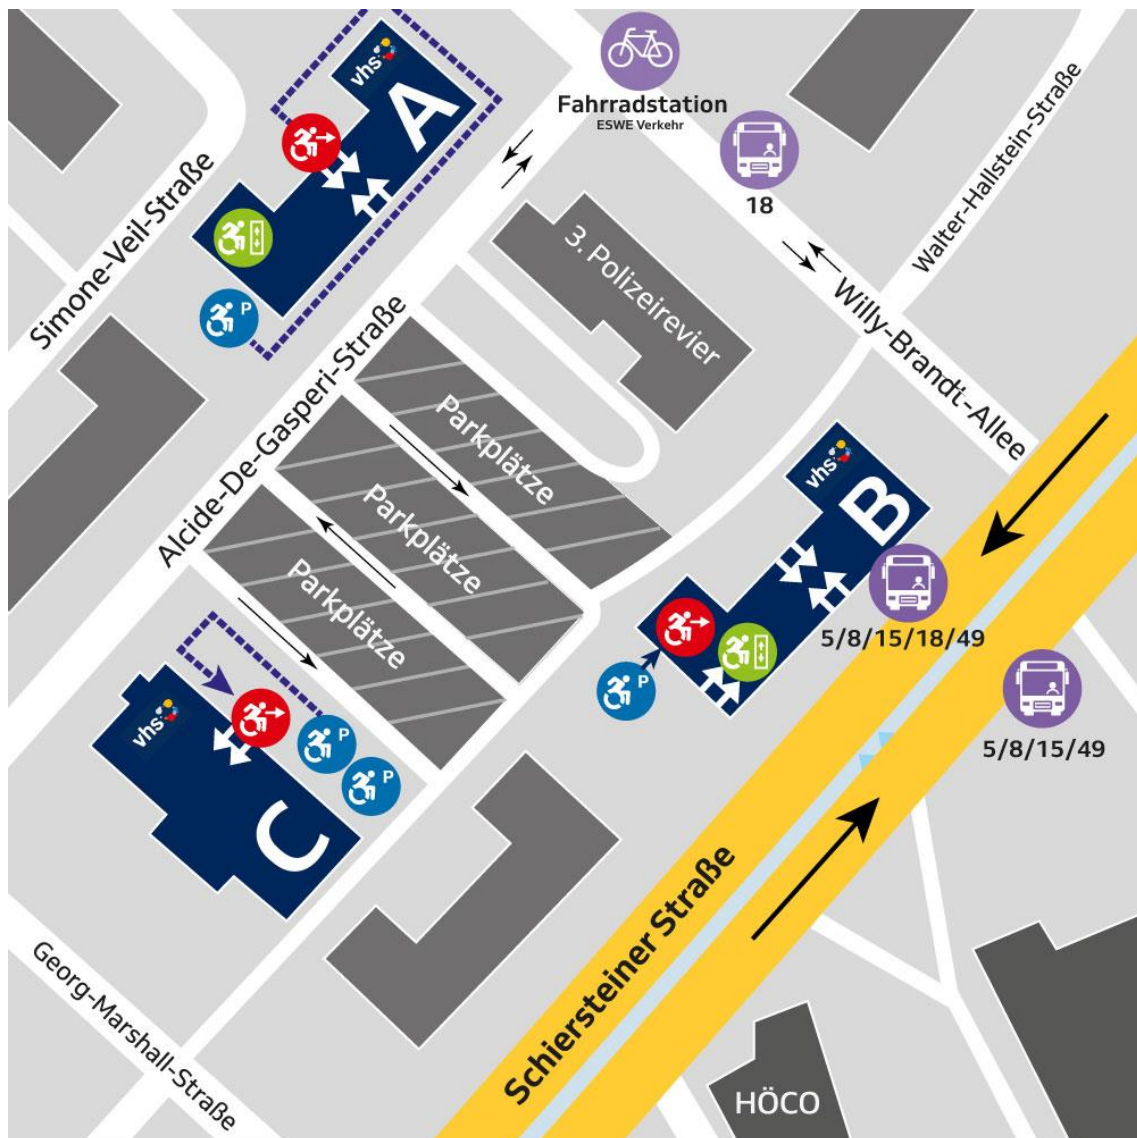 vhs
A
Fahrradstation
ESWE Verkehr
18
Walter-Hallstein-Straße
Simone-Veil-Straße
3. Polizeirevier
P
Willy-Brandt-Allee
Alcide-De-Gasperi-Straße
Parkplätze
Parkplätze
Parkplätze
vhs
B
5/8/15/18/49
P
5/8/15/49
vhs
P
P
C
Schiersteiner Straße
Georg-Marshall-Straße
HÖCO